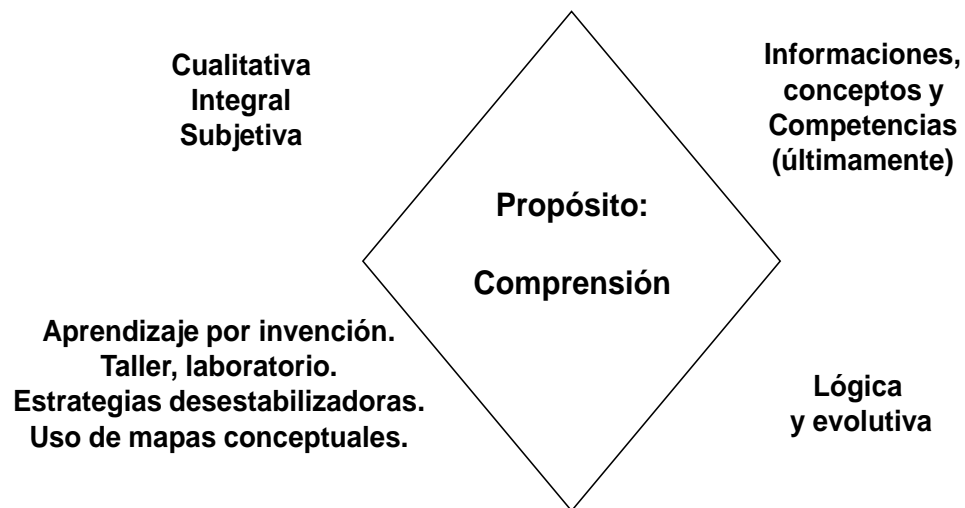 Cualitativa
Integral
Subjetiva
Informaciones,
conceptos y
Competencias
(últimamente)
Propósito:
Comprensión
Aprendizaje por invención.
Taller, laboratorio.
Estrategias desestabilizadoras.
Uso de mapas conceptuales.
Lógica
y evolutiva